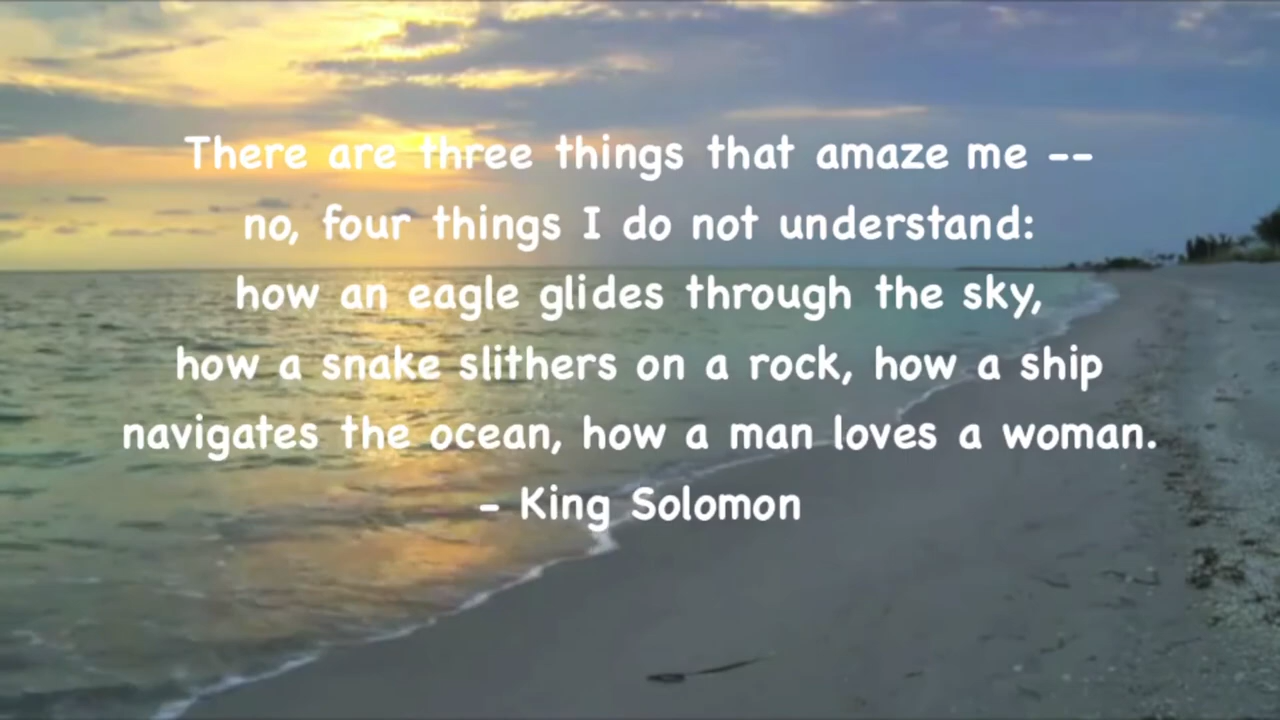 There are three things that amaze me --
no, four things I do not understand:
how an eagle glides through the sky,
how a snake slithers on a rock, how a ship
navigates the ocean, how a man loves a woman.
- King Solomon